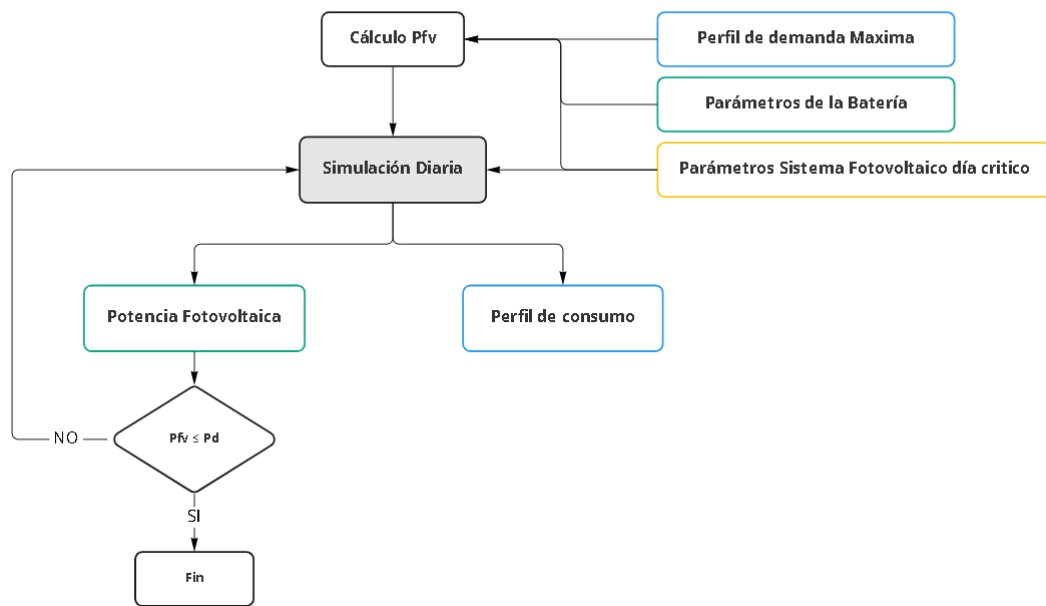 Cálculo Pfv
Perfil de demanda Maxima
Parámetros de la Batería
Simulación Diaria
Parámetros Sistema Fotovoltaico día critico
Potencia Fotovoltaica
Perfil de consumo
NO
Pfv ≤ Pd
SI
Fin